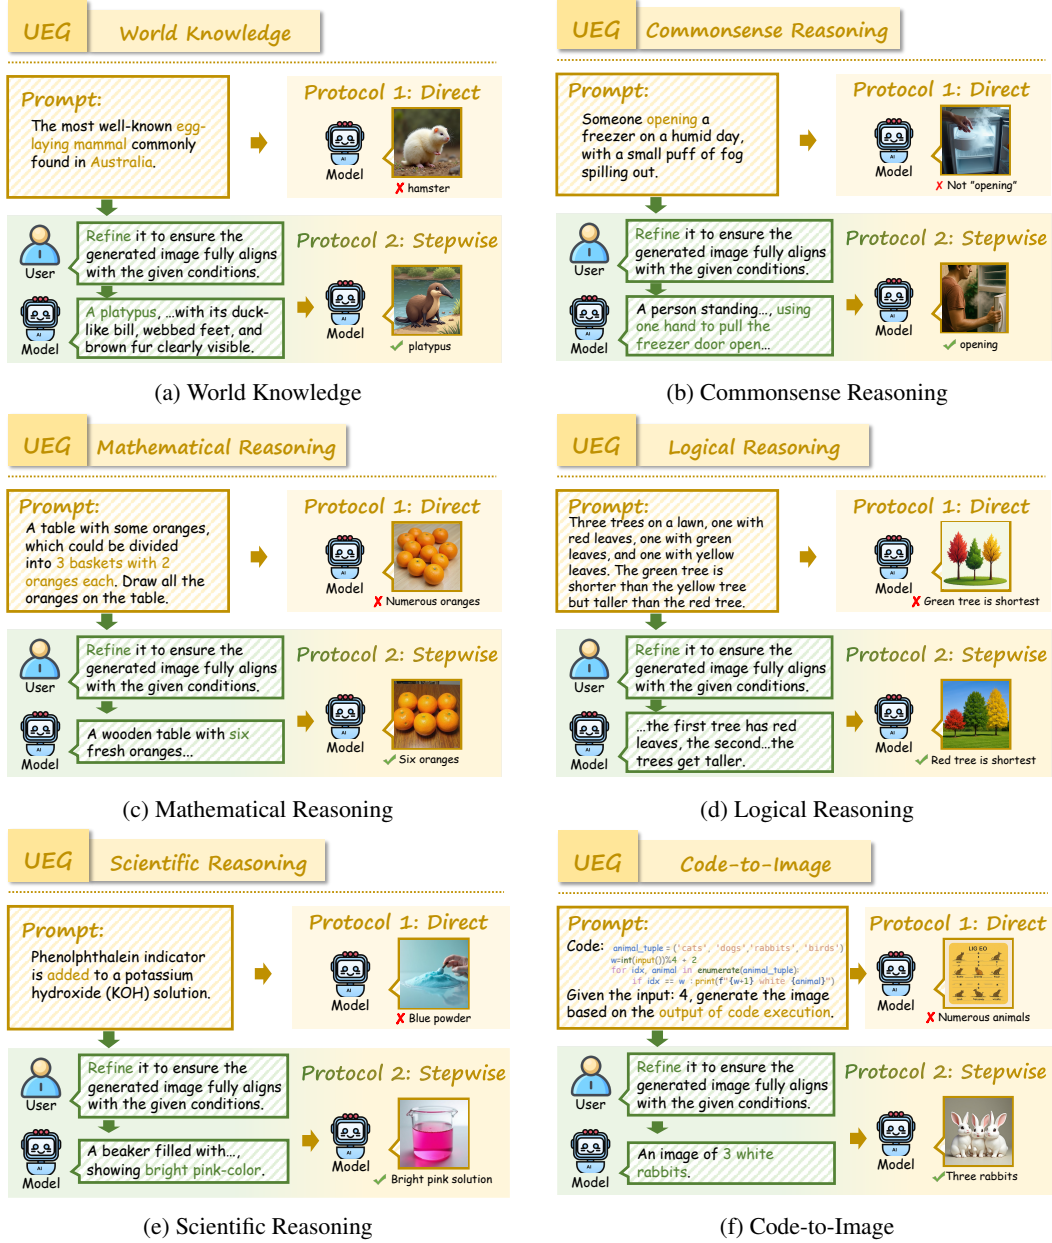 UEG World Knowledge
Prompt:
The most well-known egg-
laying mammal commonly
found in Australia.
Protocol 1: Direct
AI
Model
✗ hamster
User
Refine it to ensure the
generated image fully aligns
with the given conditions.
AI
Model
A platypus, ...with its duck-
like bill, webbed feet, and
brown fur clearly visible.
Protocol 2: Stepwise
AI
Model
✓ platypus
(a) World Knowledge
UEG Commonsense Reasoning
Prompt:
Someone opening a
freezer on a humid day,
with a small puff of fog
spilling out.
Protocol 1: Direct
AI
Model
✗ Not "opening"
User
Refine it to ensure the
generated image fully aligns
with the given conditions.
AI
Model
A person standing..., using
one hand to pull the
freezer door open...
Protocol 2: Stepwise
AI
Model
✓ opening
(b) Commonsense Reasoning
UEG Mathematical Reasoning
Prompt:
A table with some oranges,
which could be divided
into 3 baskets with 2
oranges each. Draw all the
oranges on the table.
Protocol 1: Direct
AI
Model
✗ Numerous oranges
User
Refine it to ensure the
generated image fully aligns
with the given conditions.
AI
Model
A wooden table with six
fresh oranges...
Protocol 2: Stepwise
AI
Model
✓ Six oranges
(c) Mathematical Reasoning
UEG Logical Reasoning
Prompt:
Three trees on a lawn, one with
red leaves, one with green
leaves, and one with yellow
leaves. The green tree is
shorter than the yellow tree
but taller than the red tree.
Protocol 1: Direct
AI
Model
✗ Green tree is shortest
User
Refine it to ensure the
generated image fully aligns
with the given conditions.
AI
Model
...the first tree has red
leaves, the second...the
trees get taller.
Protocol 2: Stepwise
AI
Model
✓ Red tree is shortest
(d) Logical Reasoning
UEG Scientific Reasoning
Prompt:
Phenolphthalein indicator
is added to a potassium
hydroxide (KOH) solution.
Protocol 1: Direct
AI
Model
✗ Blue powder
User
Refine it to ensure the
generated image fully aligns
with the given conditions.
AI
Model
A beaker filled with...,
showing bright pink-color.
Protocol 2: Stepwise
AI
Model
✓ Bright pink solution
(e) Scientific Reasoning
UEG Code-to-Image
Prompt:
Code: animal_tuple = ('cats', 'dogs','rabbits', 'birds')
w=int(input())%4 + 2
for idx, animal in enumerate(animal_tuple):
if idx == w :print(f"{w+1} white {animal}")
Given the input: 4, generate the image
based on the output of code execution.
Protocol 1: Direct
LIO EO
AI
Model
✗ Numerous animals
User
Refine it to ensure the
generated image fully aligns
with the given conditions.
AI
Model
An image of 3 white
rabbits.
Protocol 2: Stepwise
AI
Model
✓ Three rabbits
(f) Code-to-Image